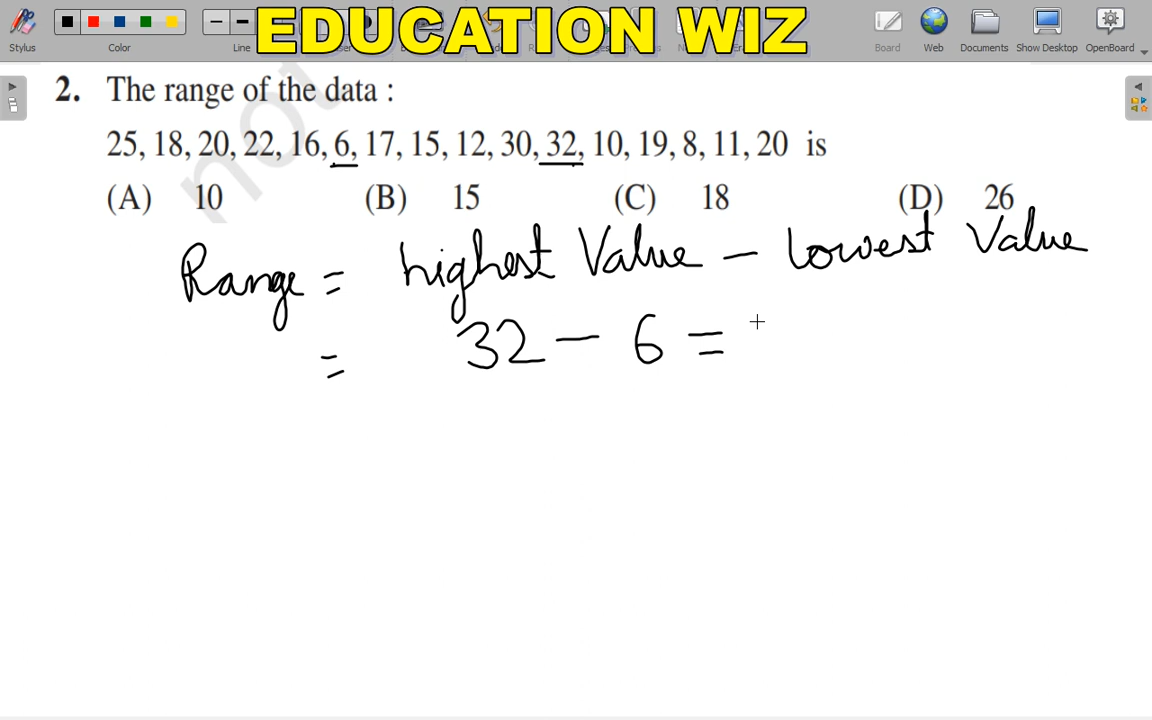 EDUCATION WIZ
Stylus Color Line Board Web Documents Show Desktop OpenBoard
2. The range of the data :
25, 18, 20, 22, 16, 6, 17, 15, 12, 30, 32, 10, 19, 8, 11, 20 is
(A) 10 (B) 15 (C) 18 (D) 26
Range = highest Value − lowest Value
= 32 − 6 =
not